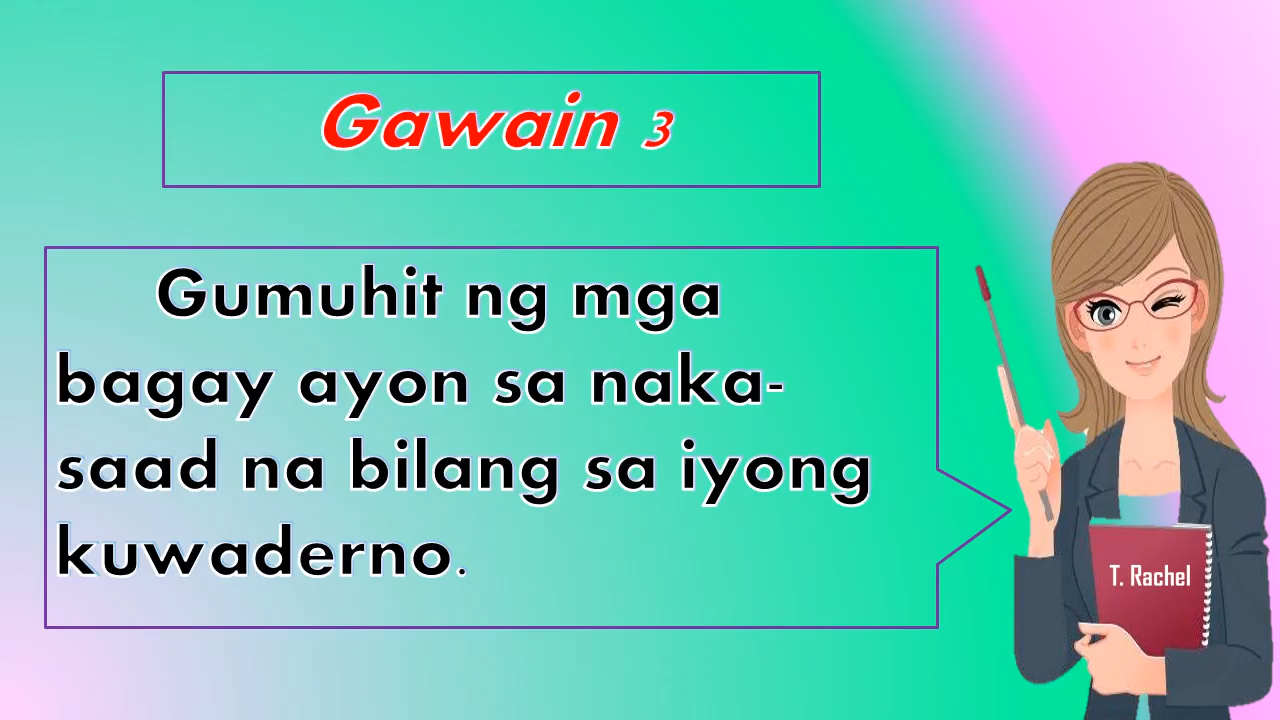 Gawain 3
Gumuhit ng mga
bagay ayon sa naka-
saad na bilang sa iyong
kuwaderno.
T. Rachel